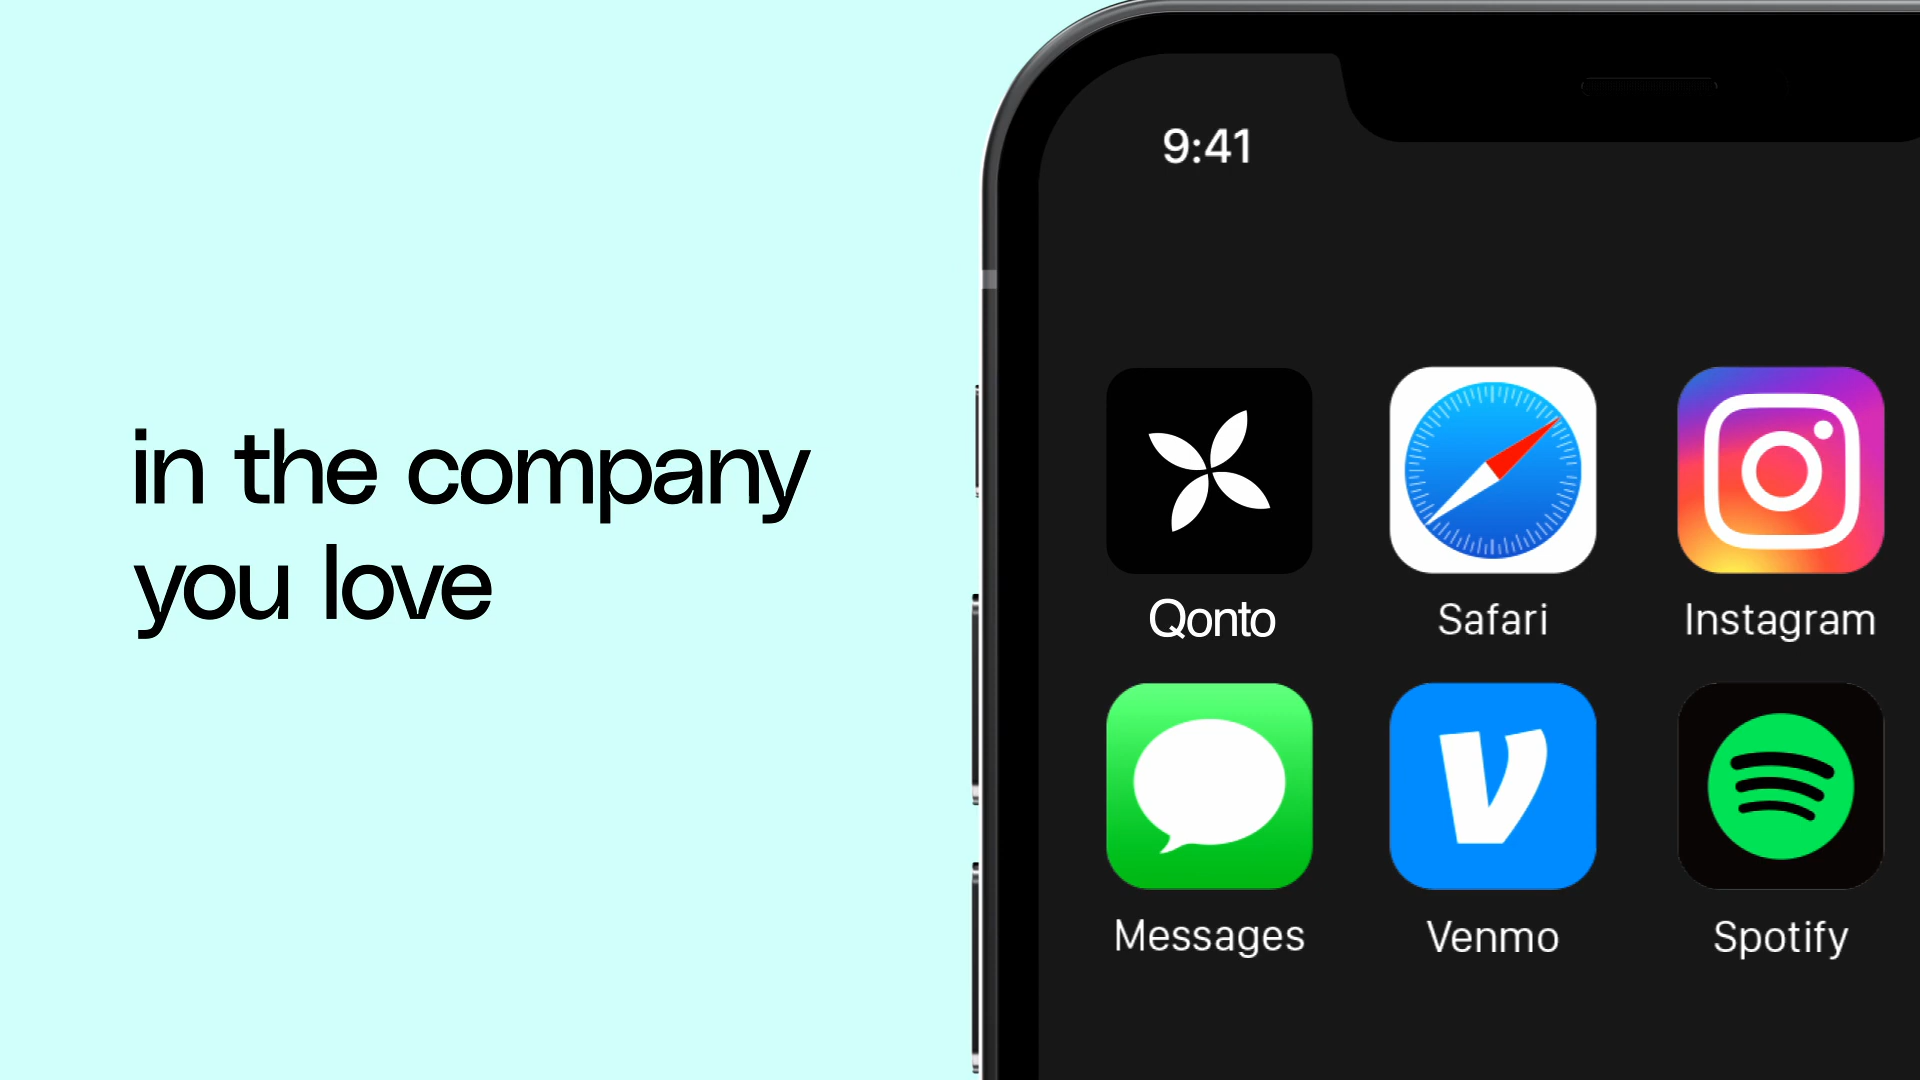 in the company
you love
9:41
Qonto
Safari
Instagram
Messages
Venmo
Spotify